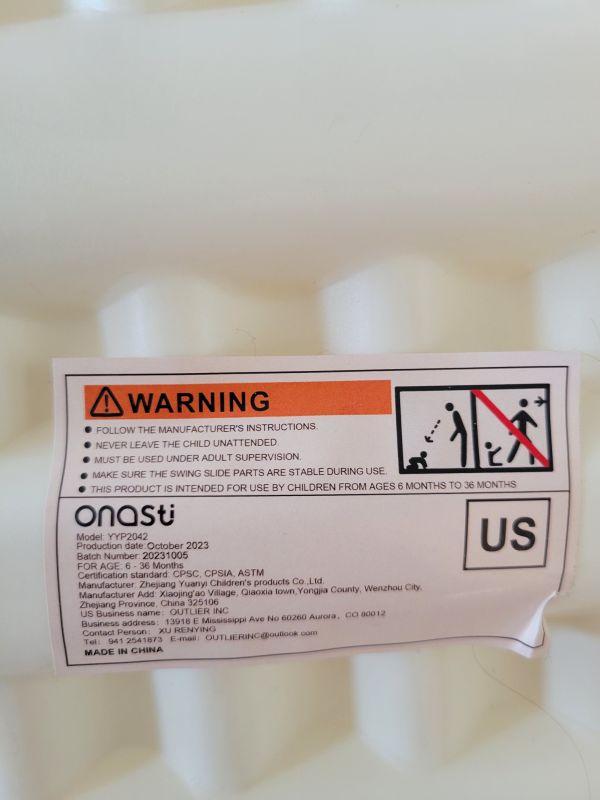 WARNING
● FOLLOW THE MANUFACTURER'S INSTRUCTIONS.
● NEVER LEAVE THE CHILD UNATTENDED.
● MUST BE USED UNDER ADULT SUPERVISION.
● MAKE SURE THE SWING SLIDE PARTS ARE STABLE DURING USE.
● THIS PRODUCT IS INTENDED FOR USE BY CHILDREN FROM AGES 6 MONTHS TO 36 MONTHS
onasti
US
Model: YYP2042
Production date:October 2023
Batch Number: 20231005
FOR AGE: 6 - 36 Months
Certification standard: CPSC, CPSIA, ASTM
Manufacturer: Zhejiang Yuanyi Children's products Co.,Ltd.
Manufacturer Add: Xiaojing'ao Village, Qiaoxia town,Yongjia County, Wenzhou City,
Zhejiang Province, China 325106
US Business name: OUTLIER INC
Business address: 13918 E Mississippi Ave No 60260 Aurora, CO 80012
Contact Person: XU RENYING
Tel: 941 2541873 E-mail: OUTLIERINC@outlook.com
MADE IN CHINA